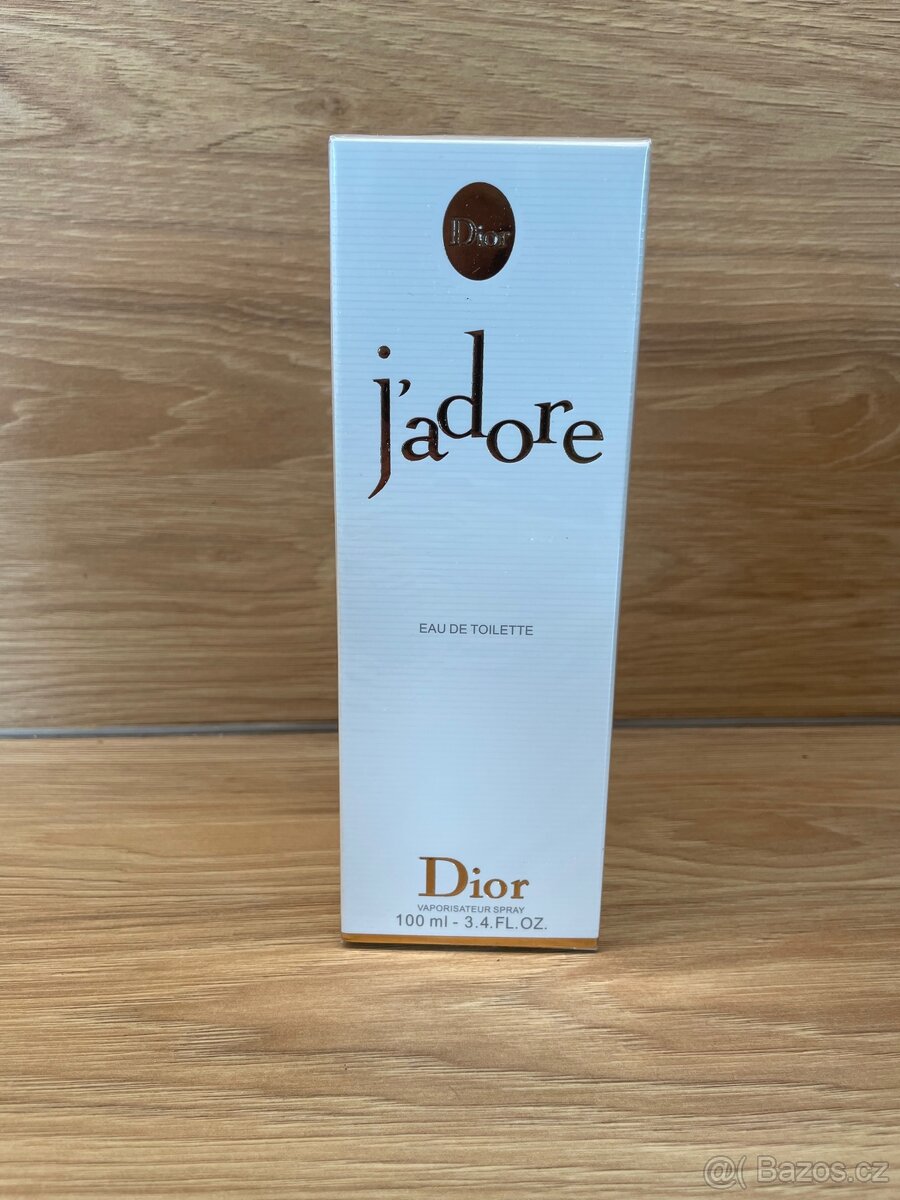 Dior
j'adore
EAU DE TOILETTE
Dior
VAPORISATEUR SPRAY
100 ml - 3.4.FL.OZ.
@( Bazos.cz